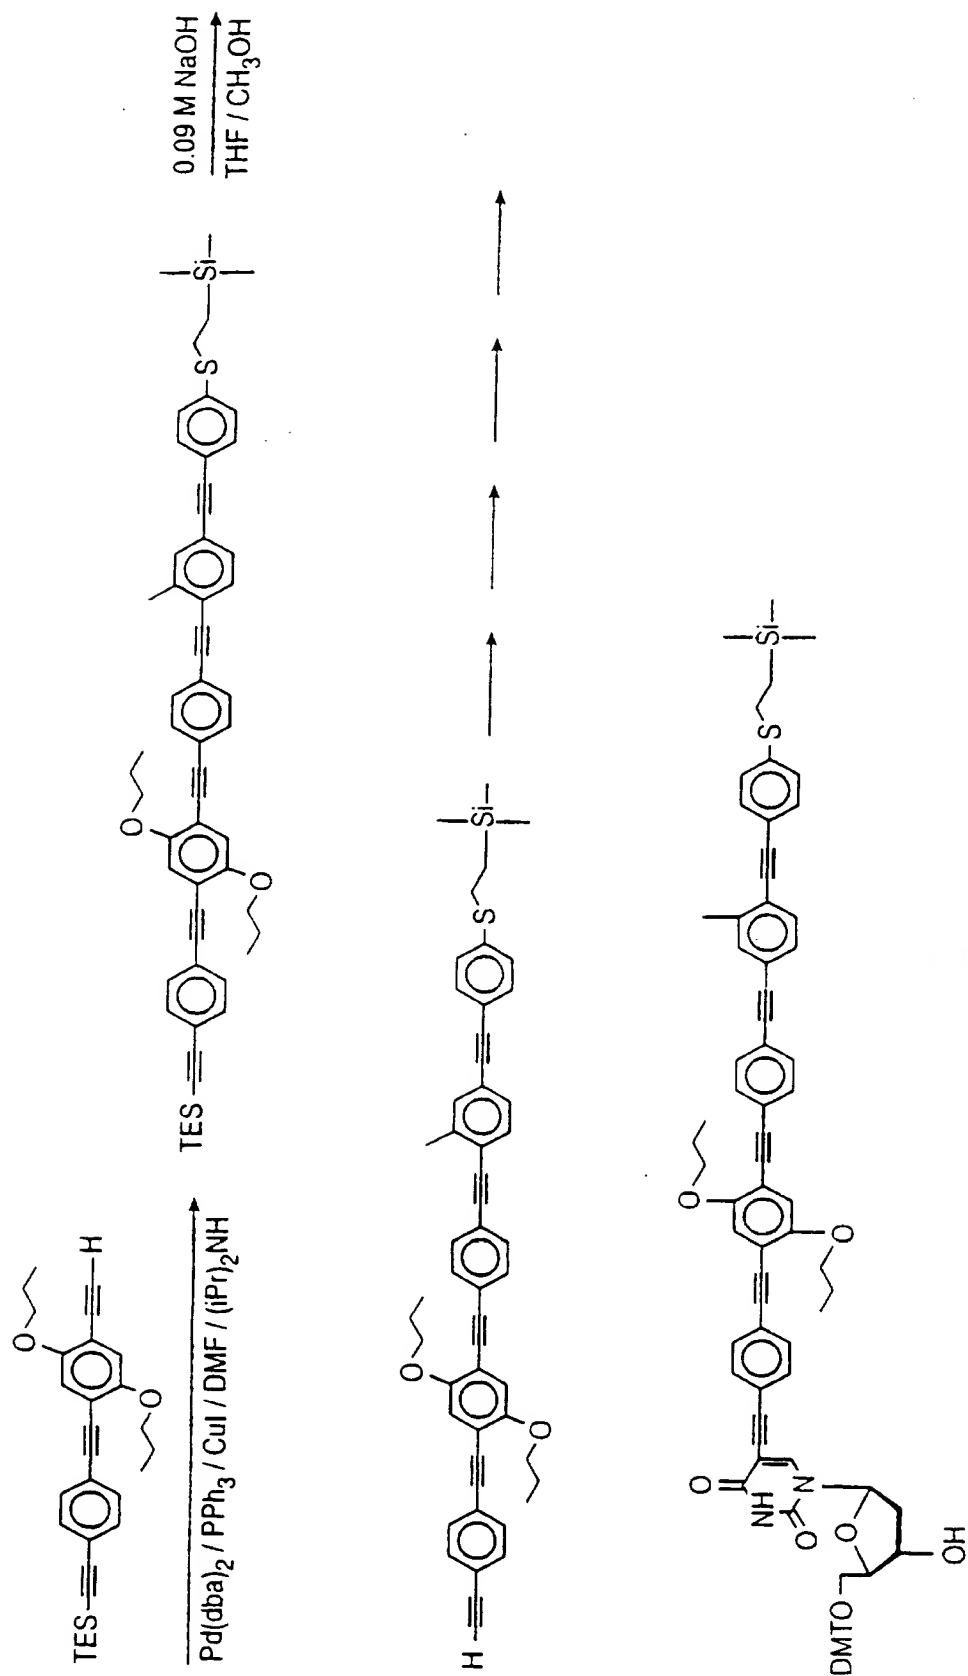 TES
O
O
H
Pd(dba)2 / PPh3 / CuI / DMF / (iPr)2NH
TES
O
O
S
Si
0.09 M NaOH
THF / CH3OH
H
O
O
S
Si
DMTO
O
OH
O
NH
O
N
O
O
S
Si